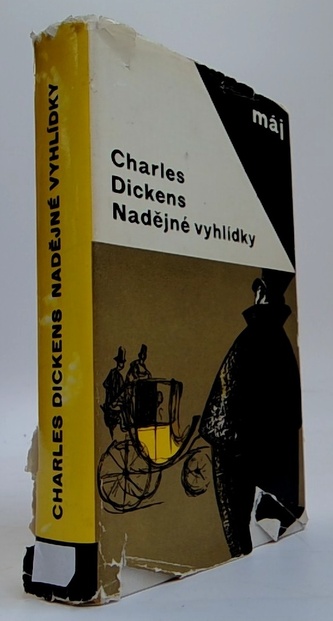 CHARLES DICKENS NADĚJNÉ VYHLÍDKY
máj
Charles
Dickens
Nadějné vyhlídky